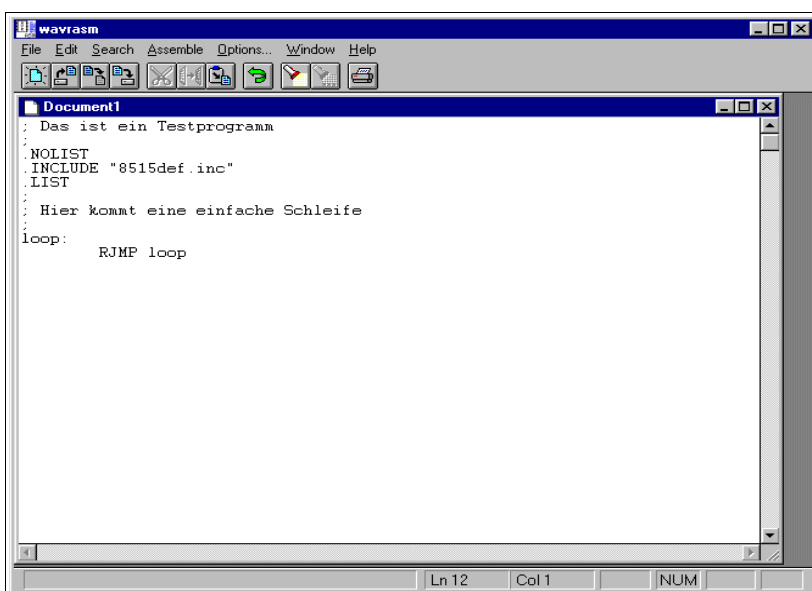 wavrasm
File Edit Search Assemble Options... Window Help
Document1
; Das ist ein Testprogramm
;
.NOLIST
.INCLUDE "8515def.inc"
.LIST
;
; Hier kommt eine einfache Schleife
;
loop:
RJMP loop
Ln 12 Col 1 NUM